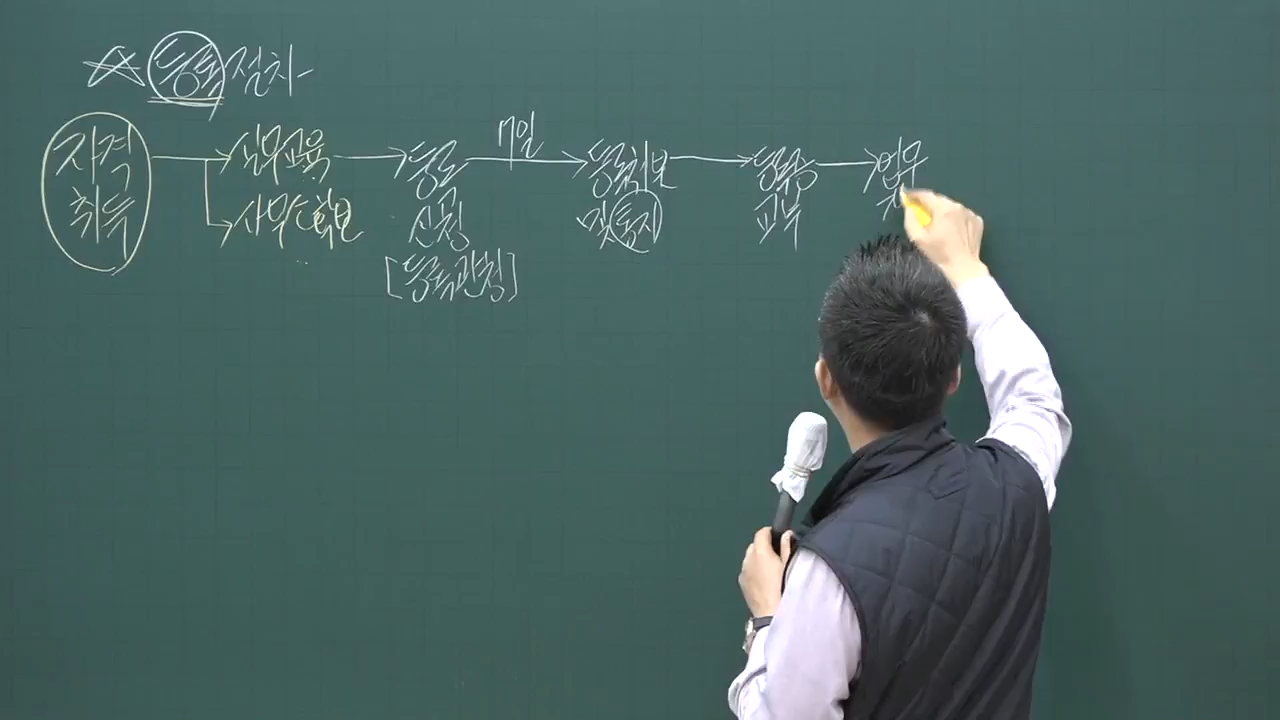 ☆ 등록절차
자격
취득
실무교육
사무소확보
등록
신청
[등록관청]
7일
등록처분
및 통지
등록증
교부
업무